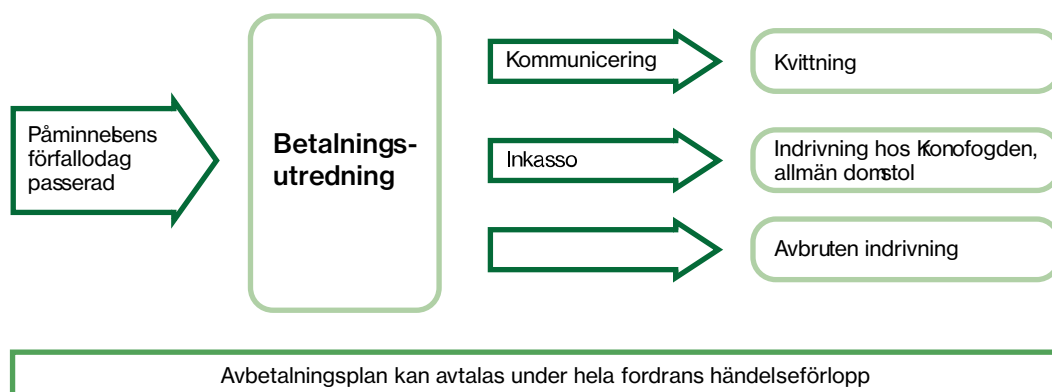 Påminnelsens
förfallodag
passerad
Betalnings-
utredning
Kommunicering
Kvittning
Inkasso
Indrivning hos Kronofogden,
allmän domstol
Avbruten indrivning
Avbetalningsplan kan avtalas under hela fordrans händelseförlopp